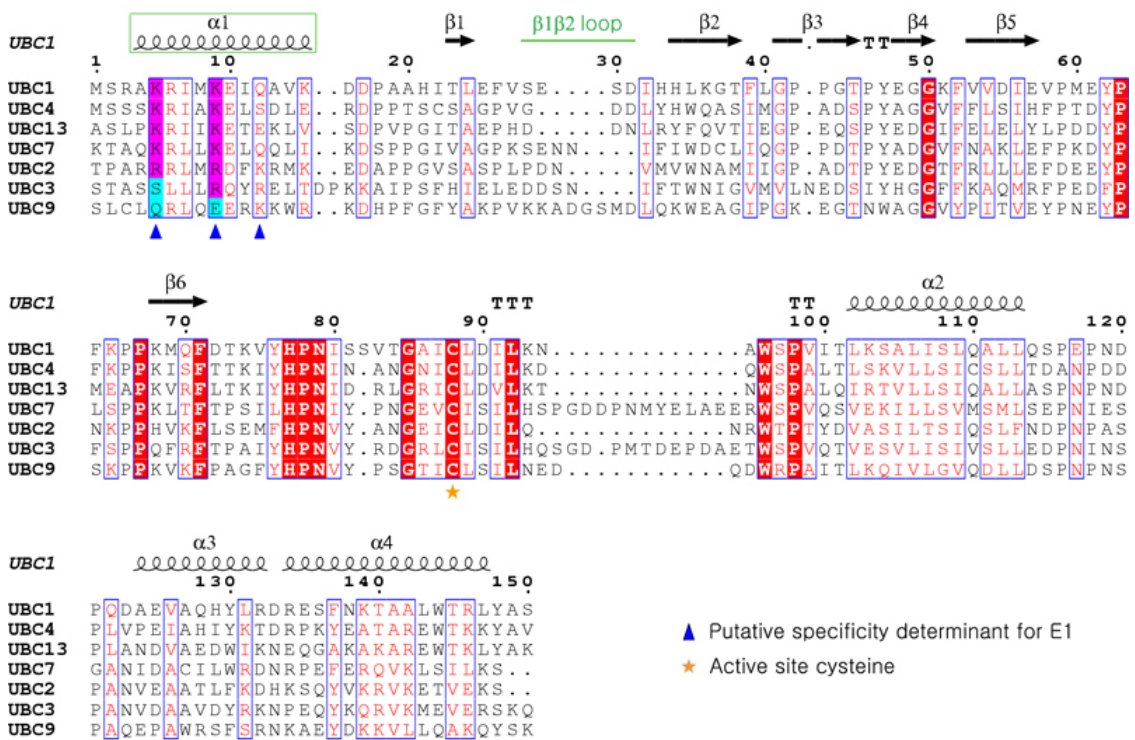 α1 β1 β1β2 loop β2 β3 β4 β5
UBC1 . TT
1 10 20 30 40 50 60
UBC1 MSRAKRIMKEIQAVK..DDPAAHITLEFVSE....SDIHHLKGTFLGP.PGTPYEGGKFVVDIEVPMEYP
UBC4 MSSSKRIAKELSDLE..RDPPTSCSAGPVG....DDLYHWQASIMGPADSPYAGGVFFLSIHFPTDYP
UBC13 ASLPKRIIKETEKLV..SDPVPGITAEPHD....DNLRYFQVTIEGP.EQSPYEDGIFELELYLPDDYP
UBC7 KTAQKRLLKELQQLI..KDSPPGIVAGPKSENN....IFIWDCLIQGP.PDTPYADGVFNAKLEFPKDYP
UBC2 TPARRRLMRDFKRMK..EDAPPGVSASPLPDN.....VMVWNAMIIGP.ADTPYEDGTFRLLLEFDEEYP
UBC3 STASSLLLRQYRELTDPKKAIPSFHIELEDDSN....IFTWNIGVMVLNEDSIYHGGFFKAQMRFPEDFP
UBC9 SLCLQRLQEERKKWR..KDHPFGFYAKPVKKADGSMDLQKWEAGIPGK.EGTNWAGGVYPITVEYPNEYP
β6 α2
UBC1 TTT TT
70 80 90 100 110 120
UBC1 FKPPKMQFDTKVYHPNISSVTGAICLDILKN............AWSPVITLKSALISLQALLQSPEPND
UBC4 FKPPKISFTTKIYHPNINANGNICLDILKD............QWSPALTLSKVLLSICSLLTDANPDD
UBC13 MEAPKVRFLTKIYHPNID.RLGRICLDVLKT............NWSPALQIRTVLLSIQALLASPNPND
UBC7 LSPPKLTFTPSILHPNIY.PNGEVCISILHSPGDDPNMYELAEERWSPVQSVEKILLSVMSMLSEPNIES
UBC2 NKPPHVKFLSEMFHPNVY.ANGEICLDILQ.............NRWTPTYDVASILTSIQSLFNDPNPAS
UBC3 FSPPQFRFTPAIYHPNVY.RDGRLCISILHQSGD.PMTDEPDAETWSPVQTVESVLISIVSLLEDPNINS
UBC9 SKPPKVKFPAGFYHPNVY.PSGTICLSILNED...........QDWRPAITLKQIVLGVQDLLDSPNPNS
α3 α4
UBC1
130 140 150
UBC1 PQDAEVAQHYLRDRESFNKTAALWTRLYAS
UBC4 PLVPEIAHIYKTDRPKYEATAREWTKKYAV
UBC13 PLANDVAEDWIKNEQGAKAKAREWTKLYAK
UBC7 GANIDACILWRDNRPEFERQVKLSILKS..
UBC2 PANVEAATLFKDHKSQYVKRVKETVEKS..
UBC3 PANVDAAVDYRKNPEQYKQRVKMEVERSKQ
UBC9 PAQEPAWRSFSRNKAEYDKKVLLQAKQYSK
Putative specificity determinant for E1
Active site cysteine